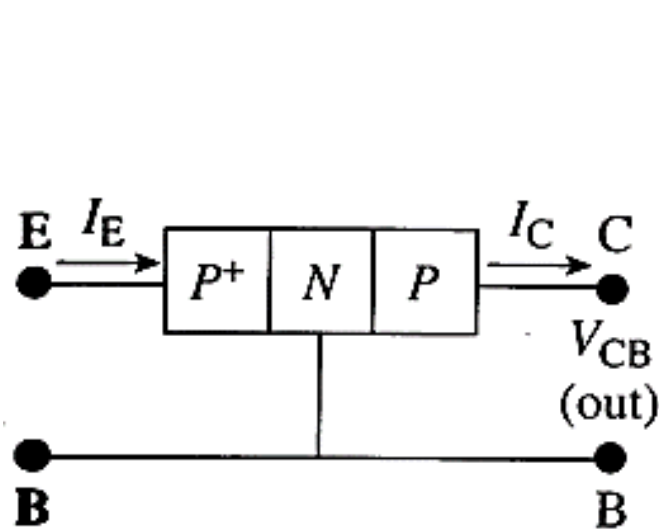 E I_E I_C C
P⁺ N P
V_CB
(out)
B B